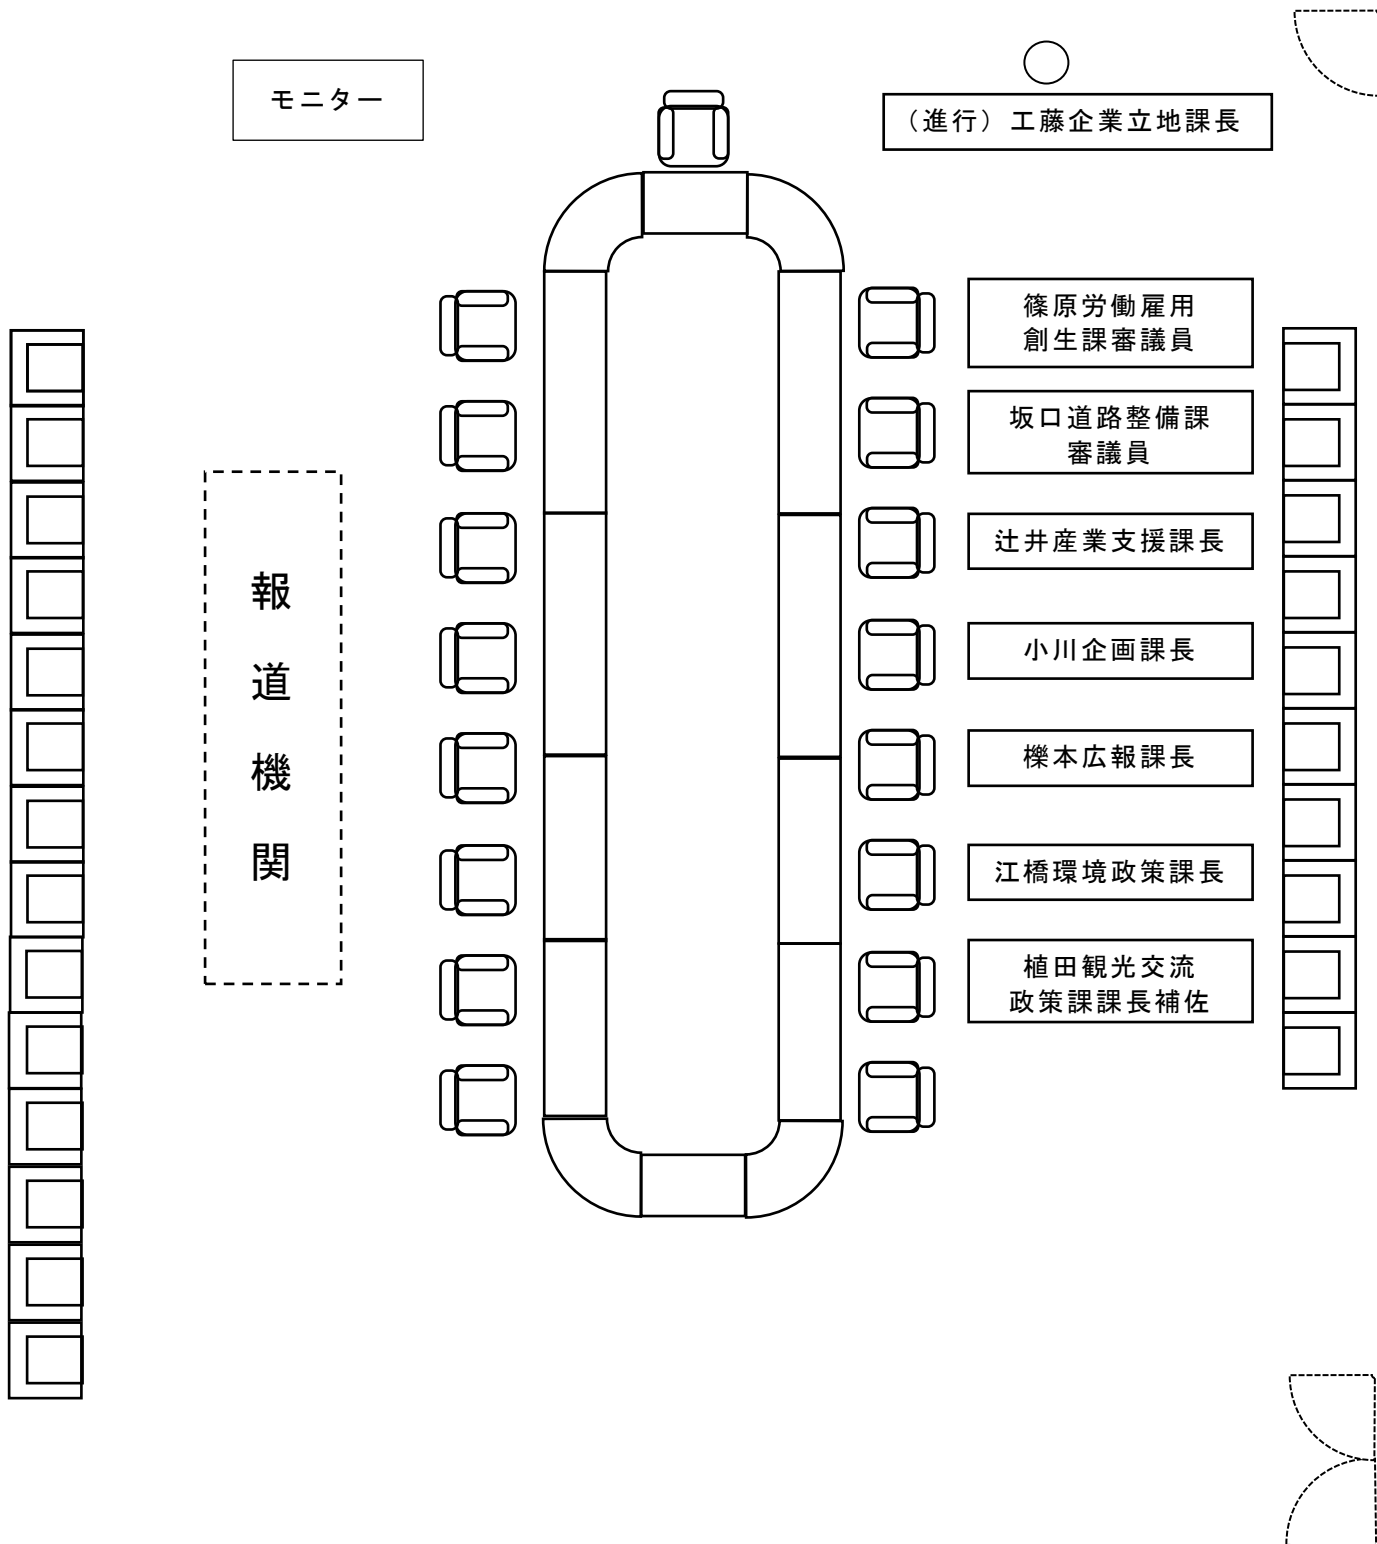 モニター
（進行）工藤企業立地課長
篠原労働雇用
創生課審議員
坂口道路整備課
審議員
辻井産業支援課長
小川企画課長
櫟本広報課長
江橋環境政策課長
植田観光交流
政策課課長補佐
報道機関